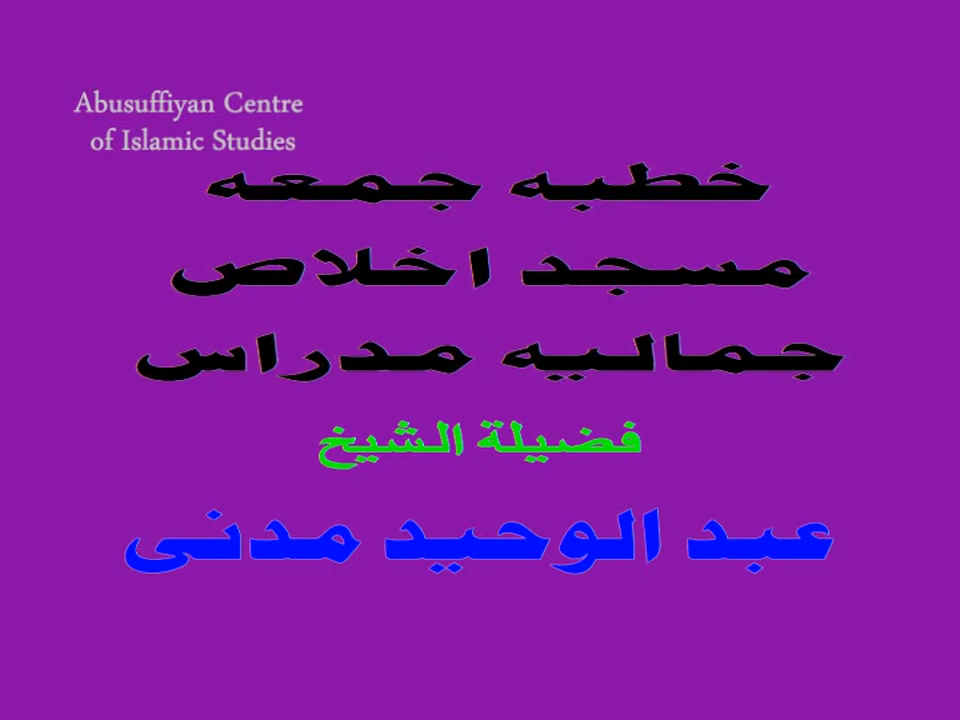 Abusuffiyan Centre
of Islamic Studies
خطبه جمعه
مسجد اخلاص
جماليه مدراس
فضيلة الشيخ
عبد الوحيد مدنى